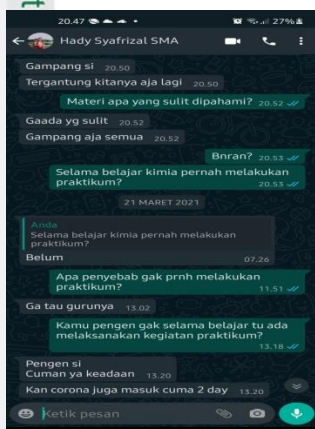 20.47
27%
Hady Syafrizal SMA
Gampang si 20.50
Tergantung kitanya aja lagi 20.50
Materi apa yang sulit dipahami? 20.52
Gaada yg sulit 20.52
Gampang aja semua 20.52
Bnran? 20.53
Selama belajar kimia pernah melakukan
praktikum? 20.53
21 MARET 2021
Anda
Selama belajar kimia pernah melakukan
praktikum?
Belum 07.26
Apa penyebab gak prnh melakukan
praktikum? 11.51
Ga tau gurunya 13.02
Kamu pengen gak selama belajar tu ada
melaksanakan kegiatan praktikum?
13.18
Pengen si
Cuman ya keadaan 13.20
Kan corona juga masuk cuma 2 day 13.20
Ketik pesan